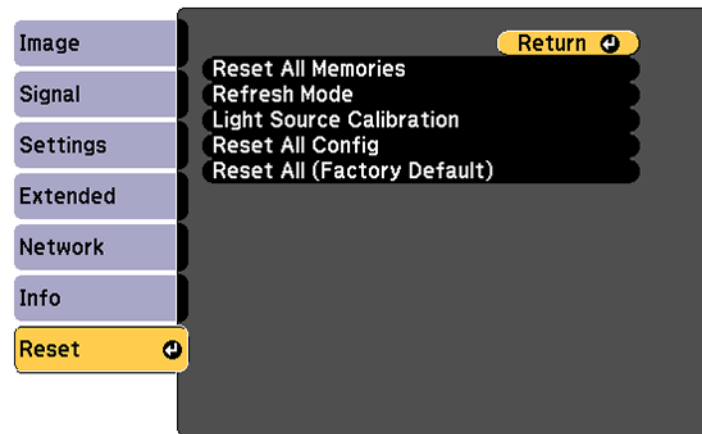 Image
Signal
Settings
Extended
Network
Info
Reset
Return
Reset All Memories
Refresh Mode
Light Source Calibration
Reset All Config
Reset All (Factory Default)